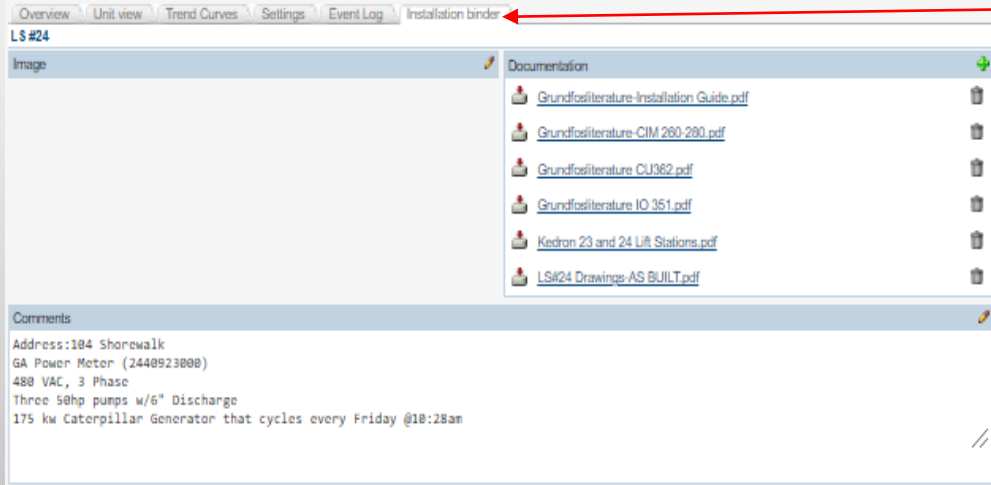 Overview Unit view Trend Curves Settings Event Log Installation binder
LS #24
Image
Documentation
Grundfosliterature-Installation Guide.pdf
Grundfosliterature-CIM 260-280.pdf
Grundfosliterature CU362.pdf
Grundfosliterature IO 351.pdf
Kedron 23 and 24 Lift Stations.pdf
LS#24 Drawings-AS BUILT.pdf
Comments
Address:104 Shorewalk
GA Power Meter (2440923000)
480 VAC, 3 Phase
Three 50hp pumps w/6" Discharge
175 kw Caterpillar Generator that cycles every Friday @10:28am